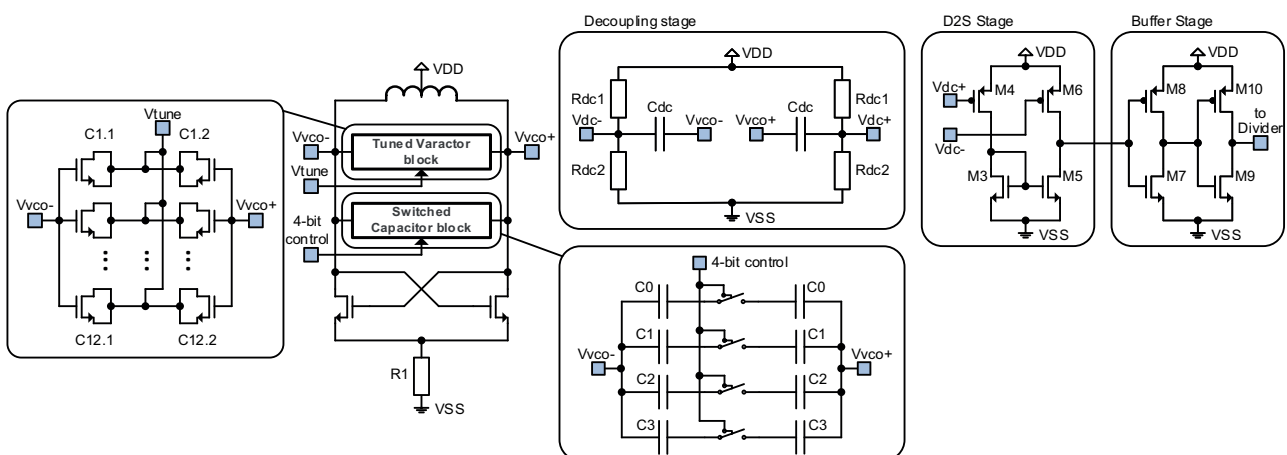 Decoupling stage
D2S Stage
Buffer Stage
VDD
VDD
VDD
VDD
Vtune
C1.1
C1.2
Vvco-
Vvco+
C12.1
C12.2
Vvco-
Vvco+
Tuned Varactor
block
Vtune
4-bit
control
Switched
Capacitor block
R1
VSS
Rdc1
Cdc
Cdc
Rdc1
Vdc-
Vvco-
Vvco+
Vdc+
Rdc2
Rdc2
VSS
4-bit control
C0
C0
C1
C1
Vvco-
Vvco+
C2
C2
C3
C3
Vdc+
M4
M6
Vdc-
M3
M5
VSS
M8
M10
to
Divider
M7
M9
VSS